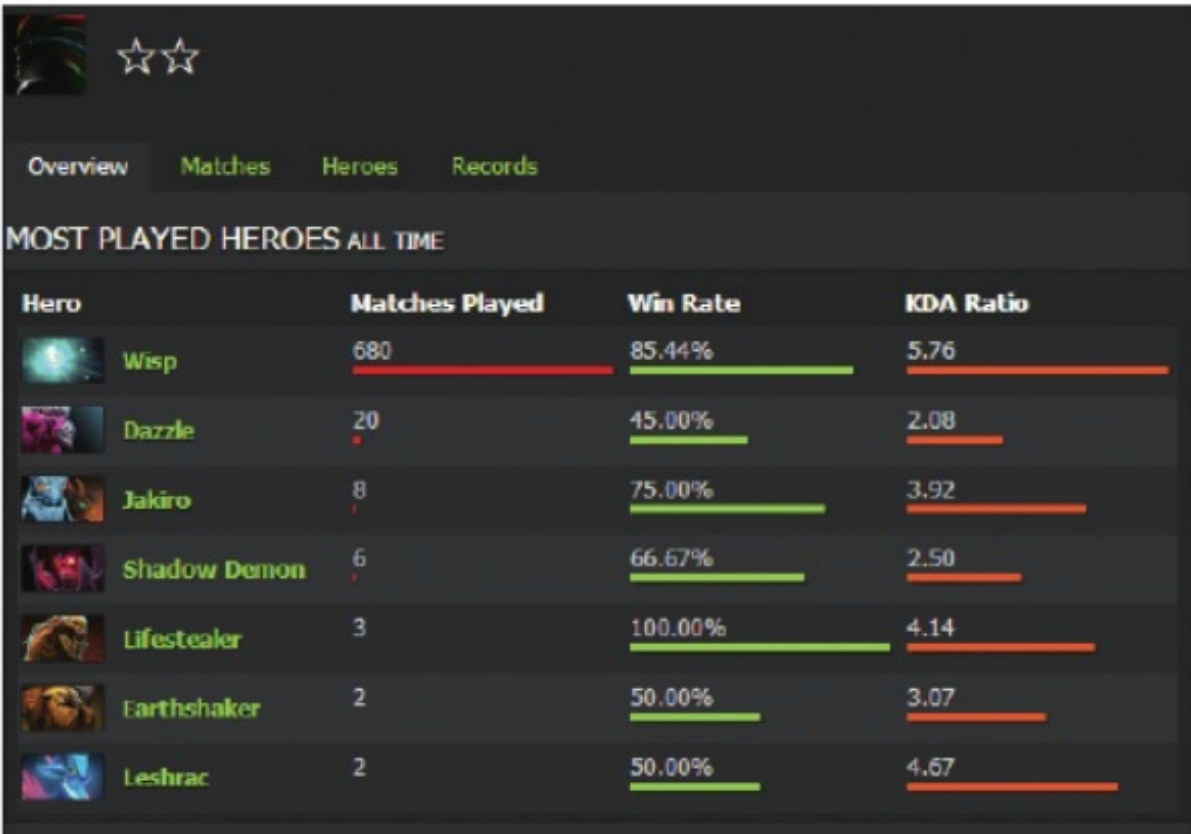 ☆☆
Overview Matches Heroes Records
MOST PLAYED HEROES ALL TIME
Hero Matches Played Win Rate KDA Ratio
Wisp 680 85.44% 5.76
Dazzle 20 45.00% 2.08
Jakiro 8 75.00% 3.92
Shadow Demon 6 66.67% 2.50
Lifestealer 3 100.00% 4.14
Earthshaker 2 50.00% 3.07
Leshrac 2 50.00% 4.67